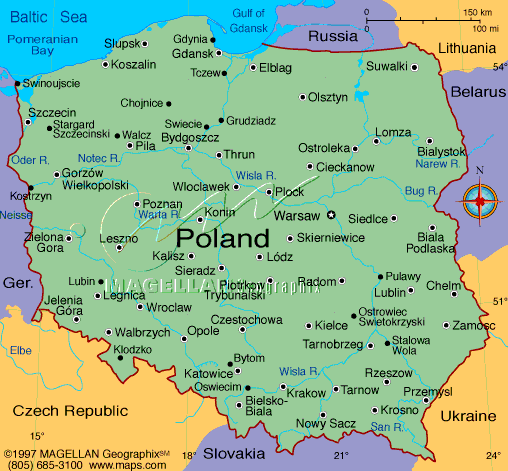 Baltic Sea
Gulf of
Gdansk
0 150 km
0 100 mi
Pomeranian
Bay
Russia
Lithuania
Gdynia
Slupsk
Gdansk
Koszalin
Tczew
Elblag
Suwalki
54°
Swinoujscie
Belarus
Chojnice
Olsztyn
Szczecin
Stargard
Szczecinski
Swiecie
Grudziadz
Walcz
Pila
Bydgoszcz
Lomza
Ostroleka
Bialystok
Oder R.
Notec R.
Thrun
Cieckanow
Narew R.
N
Gorzów
Wielkopolski
Wisla R.
Wloclawek
Plock
Bug R.
Kostrzyn
Poznan
Neisse
Warta R.
Konin
Warsaw
Siedlce
Zielona
Gora
Leszno
Poland
Skierniewice
Biala
Podlaska
Kalisz
Lódz
Sieradz
Ger.
Lubin
MAGELLAN Geographix
Piotrkow
Trybunalski
Radom
Pulawy
Lublin
Chelm
Legnica
Jelenia
Góra
Wroclaw
51°
Ostrowiec
Swietokrzyski
Czestochowa
Kielce
Zamosc
Walbrzych
Opole
Tarnobrzeg
Stalowa
Wola
Elbe
Klodzko
Bytom
Katowice
Wisla R.
Rzeszow
Oswiecim
Krakow
Tarnow
Przemysl
Bielsko-
Biala
Krosno
Czech Republic
Nowy Sacz
San R.
Ukraine
15°
©1997 MAGELLAN Geographix℠
(805) 685-3100 www.maps.com
18°
Slovakia
21°
24°